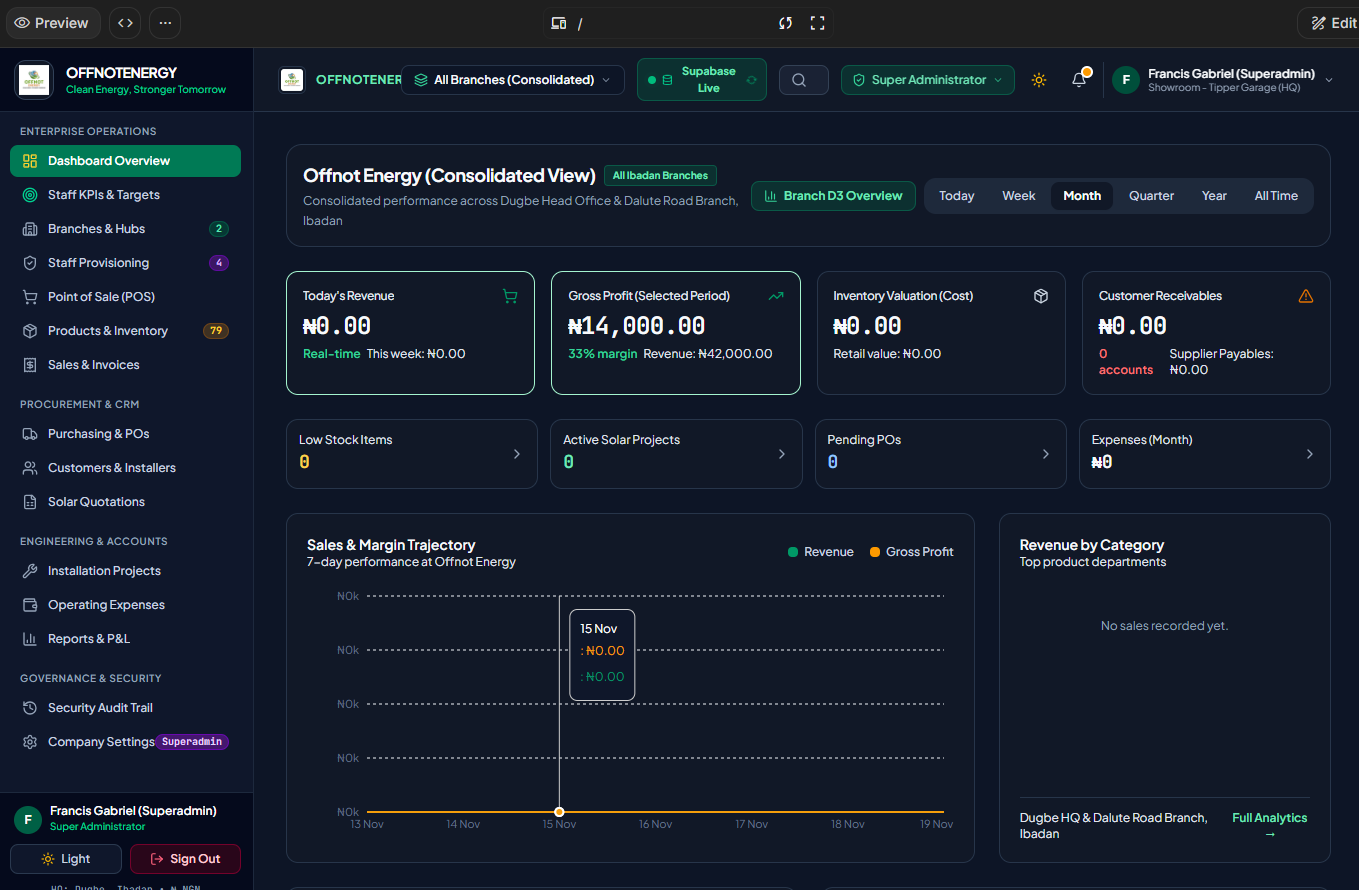 Preview
/
Edit
OFFNOTENERGY
Clean Energy, Stronger Tomorrow
OFFNOTENER
All Branches (Consolidated)
Supabase
Live
Super Administrator
F
Francis Gabriel (Superadmin)
Showroom - Tipper Garage (HQ)
ENTERPRISE OPERATIONS
Dashboard Overview
Staff KPIs & Targets
Branches & Hubs 2
Staff Provisioning 4
Point of Sale (POS)
Products & Inventory 79
Sales & Invoices
PROCUREMENT & CRM
Purchasing & POs
Customers & Installers
Solar Quotations
ENGINEERING & ACCOUNTS
Installation Projects
Operating Expenses
Reports & P&L
GOVERNANCE & SECURITY
Security Audit Trail
Company Settings Superadmin
F
Francis Gabriel (Superadmin)
Super Administrator
Light
Sign Out
HQ: Dugbe, Ibadan • ₦ NGN
Offnot Energy (Consolidated View) All Ibadan Branches
Consolidated performance across Dugbe Head Office & Dalute Road Branch,
Ibadan
Branch D3 Overview
Today Week Month Quarter Year All Time
Today's Revenue
₦0.00
Real-time This week: ₦0.00
Gross Profit (Selected Period)
₦14,000.00
33% margin Revenue: ₦42,000.00
Inventory Valuation (Cost)
₦0.00
Retail value: ₦0.00
Customer Receivables
₦0.00
0
accounts
Supplier Payables:
₦0.00
Low Stock Items
0
Active Solar Projects
0
Pending POs
0
Expenses (Month)
₦0
Sales & Margin Trajectory
7-day performance at Offnot Energy
Revenue Gross Profit
₦0k
₦0k
₦0k
₦0k
₦0k
15 Nov
: ₦0.00
: ₦0.00
13 Nov 14 Nov 15 Nov 16 Nov 17 Nov 18 Nov 19 Nov
Revenue by Category
Top product departments
No sales recorded yet.
Dugbe HQ & Dalute Road Branch,
Ibadan
Full Analytics
→